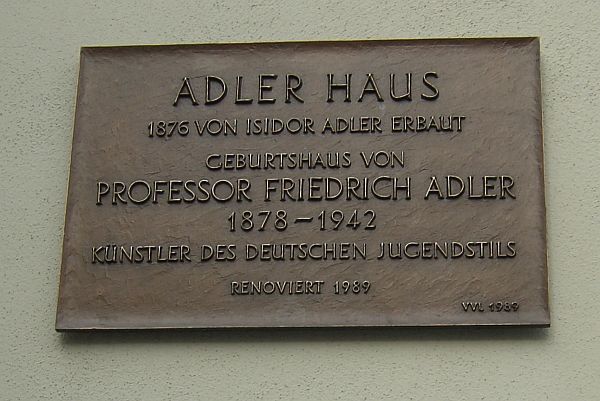 ADLER HAUS
1876 VON ISIDOR ADLER ERBAUT
GEBURTSHAUS VON
PROFESSOR FRIEDRICH ADLER
1878 – 1942
KÜNSTLER DES DEUTSCHEN JUGENDSTILS
RENOVIERT 1989
VVL 1989